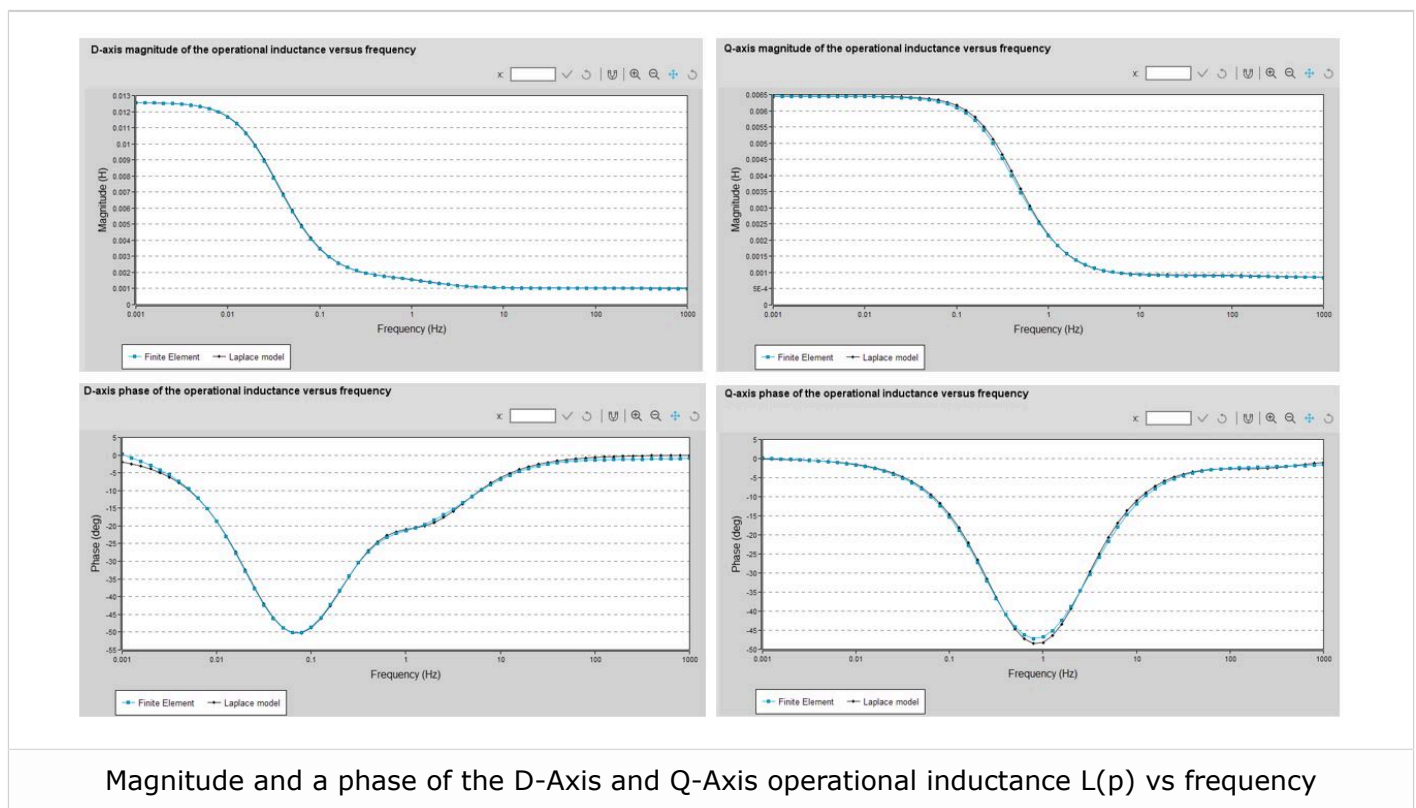 D-axis magnitude of the operational inductance versus frequency
x:
0.013
0.012
0.011
0.01
0.009
0.008
0.007
0.006
0.005
0.004
0.003
0.002
0.001
0
Magnitude (H)
0.001 0.01 0.1 1 10 100 1000
Frequency (Hz)
Finite Element Laplace model
Q-axis magnitude of the operational inductance versus frequency
x:
0.0065
0.006
0.0055
0.005
0.0045
0.004
0.0035
0.003
0.0025
0.002
0.0015
0.001
5E-4
0
Magnitude (H)
0.001 0.01 0.1 1 10 100 1000
Frequency (Hz)
Finite Element Laplace model
D-axis phase of the operational inductance versus frequency
x:
5
0
-5
-10
-15
-20
-25
-30
-35
-40
-45
-50
-55
Phase (deg)
0.001 0.01 0.1 1 10 100 1000
Frequency (Hz)
Finite Element Laplace model
Q-axis phase of the operational inductance versus frequency
x:
5
0
-5
-10
-15
-20
-25
-30
-35
-40
-45
-50
Phase (deg)
0.001 0.01 0.1 1 10 100 1000
Frequency (Hz)
Finite Element Laplace model
Magnitude and a phase of the D-Axis and Q-Axis operational inductance L(p) vs frequency